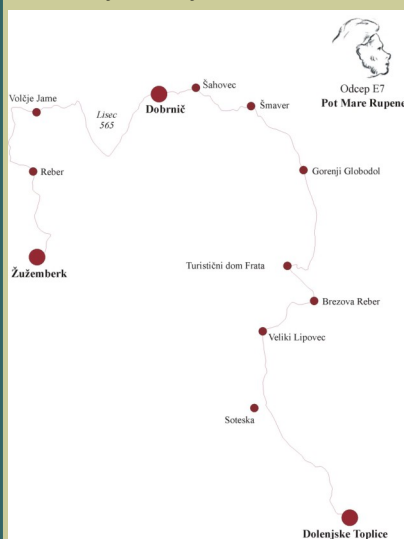 Odcep E7
Pot Mare Rupene
Šahovec
Volčje Jame
Dobrnič
Šmaver
Lisec
565
Reber
Gorenji Globodol
Žužemberk
Turistični dom Frata
Brezova Reber
Veliki Lipovec
Soteska
Dolenjske Toplice